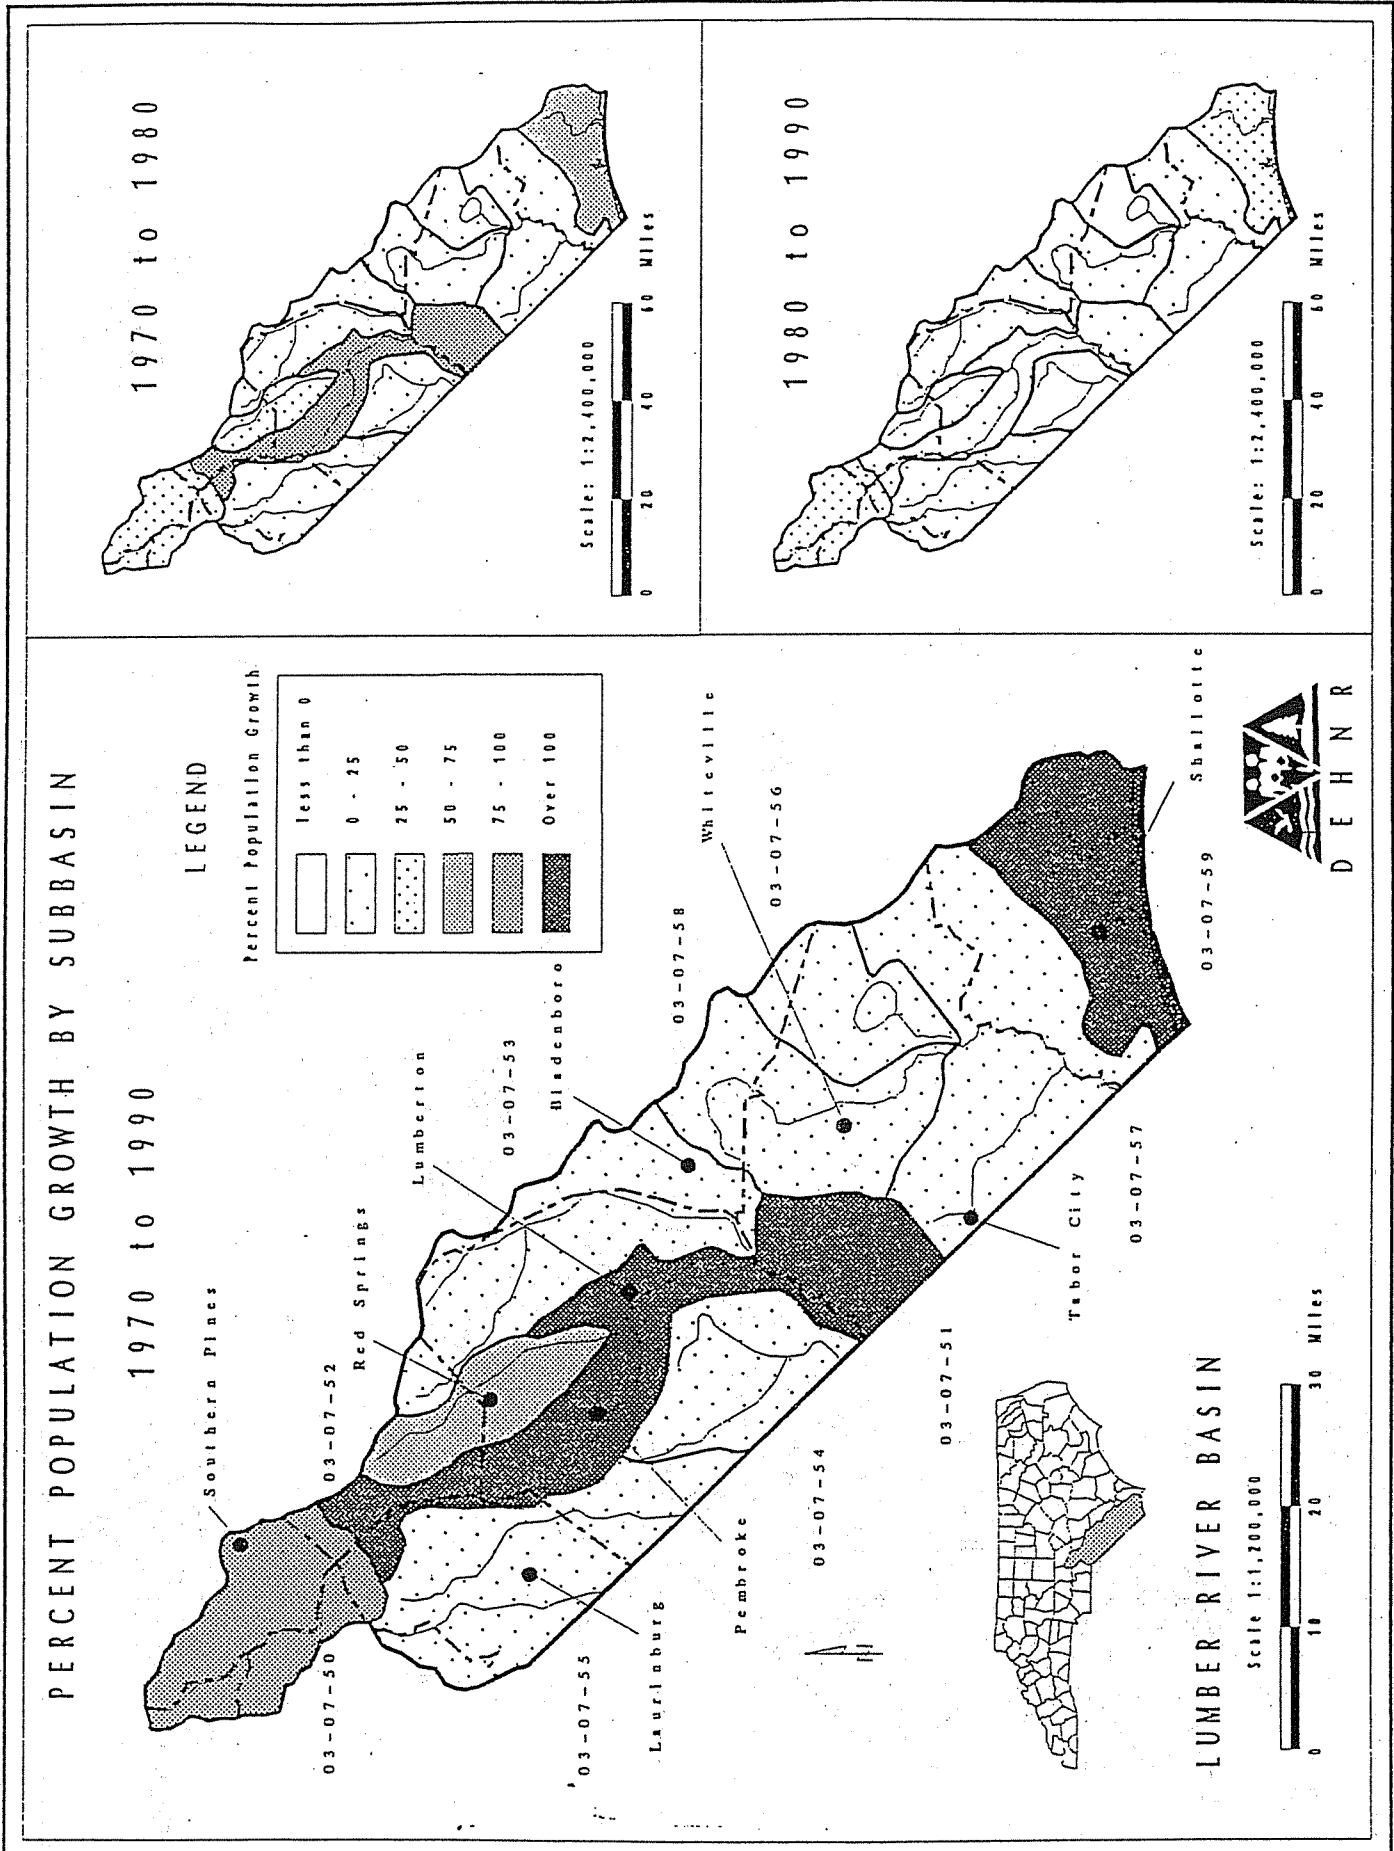 PERCENT POPULATION GROWTH BY SUBBASIN
1970 to 1990
LEGEND
Percent Population Growth
less than 0
0 - 25
25 - 50
50 - 75
75 - 100
Over 100
Southern Pines
03-07-50
03-07-52
Red Springs
Lumberton
03-07-53
Bladenboro
03-07-58
Whiteville
03-07-56
03-07-55
Laurinburg
Pembroke
03-07-54
03-07-51
Tabor City
03-07-57
03-07-59
Shallotte
LUMBER RIVER BASIN
Scale 1:1,200,000
0 10 20 30 Miles
DEHNR
1970 to 1980
Scale: 1:2,400,000
0 20 40 60 Miles
1980 to 1990
Scale: 1:2,400,000
0 20 40 60 Miles